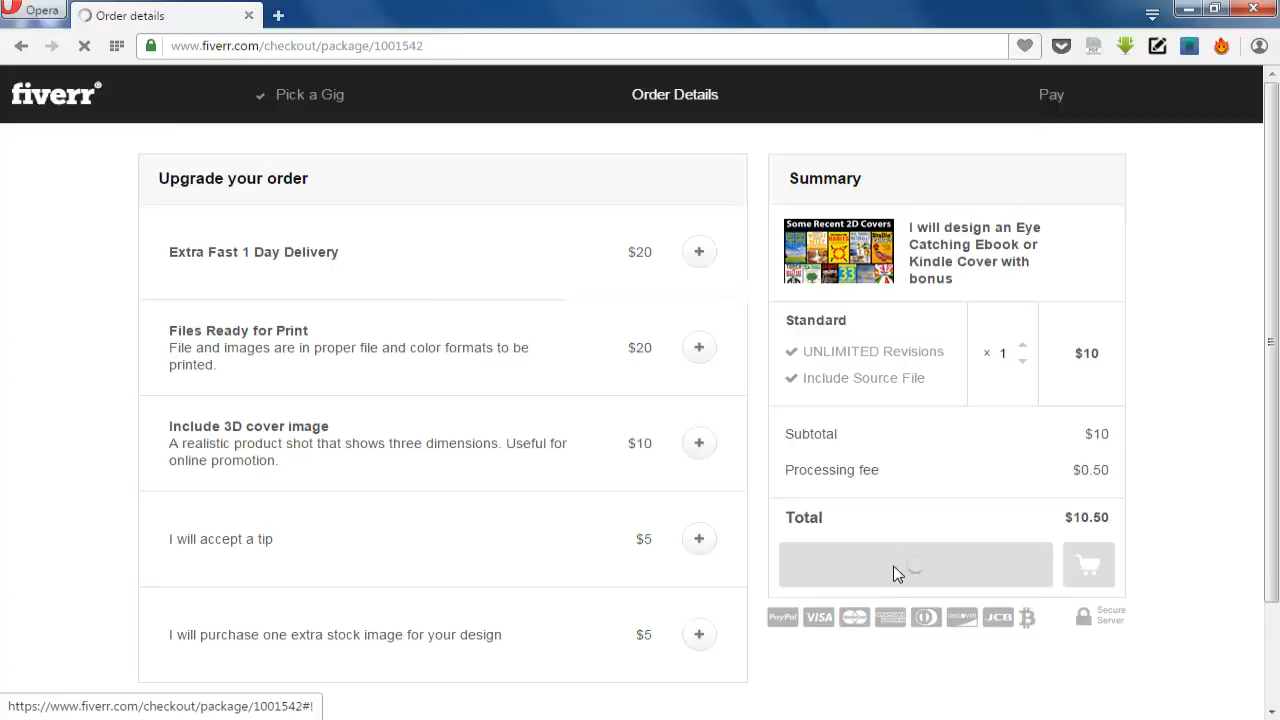 Opera
Order details
www.fiverr.com/checkout/package/1001542
fiverr
Pick a Gig
Order Details
Pay
Upgrade your order
Extra Fast 1 Day Delivery
$20
Files Ready for Print
File and images are in proper file and color formats to be
printed.
$20
Include 3D cover image
A realistic product shot that shows three dimensions. Useful for
online promotion.
$10
I will accept a tip
$5
I will purchase one extra stock image for your design
$5
Summary
Some Recent 2D Covers
I will design an Eye
Catching Ebook or
Kindle Cover with
bonus
Standard
UNLIMITED Revisions
Include Source File
x 1
$10
Subtotal
$10
Processing fee
$0.50
Total
$10.50
PayPal VISA DISCOVER JCB
Secure
Server
https://www.fiverr.com/checkout/package/1001542#!